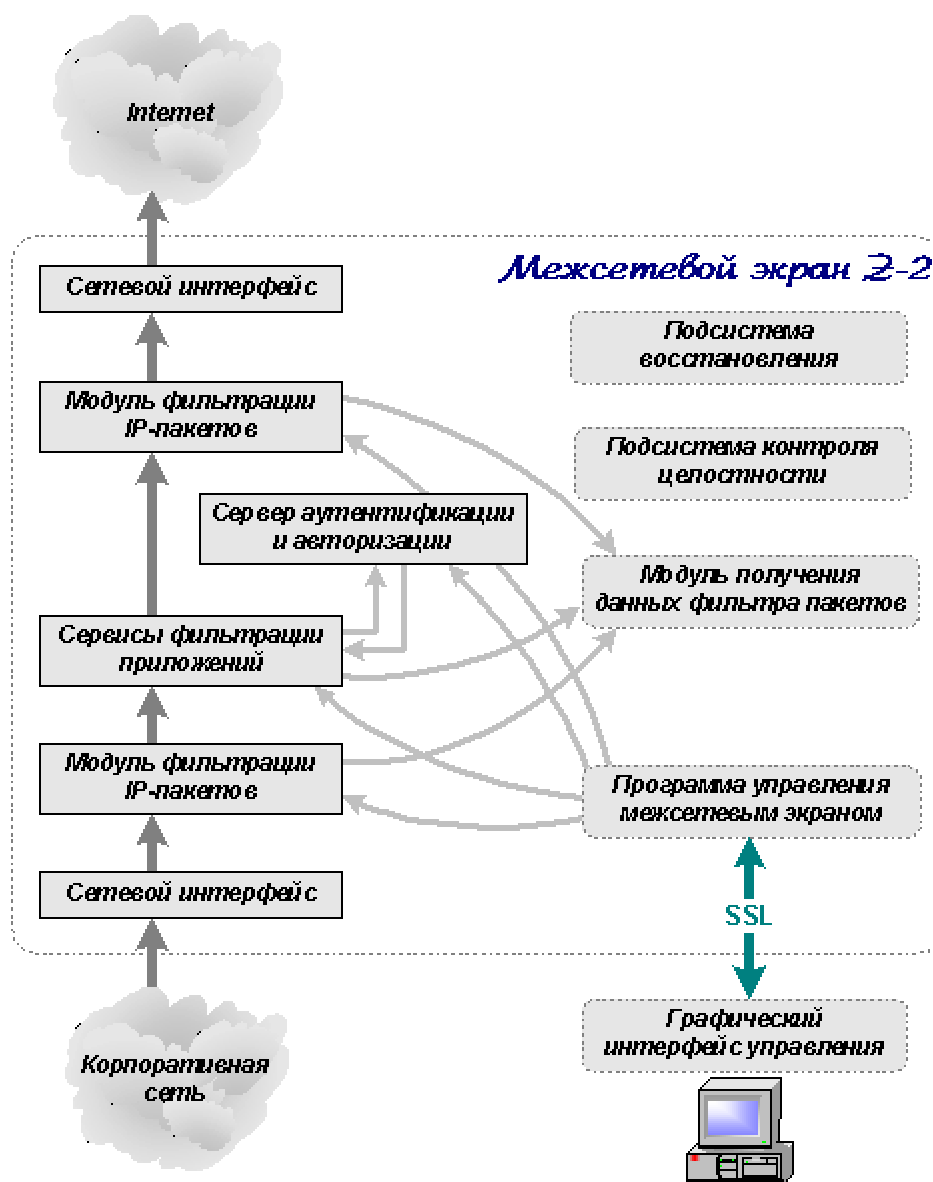 Internet
Межсетевой экран Z-2
Сетевой интерфейс
Подсистема
восстановления
Модуль фильтрации
IP-пакетов
Подсистема контроля
целостности
Сервер аутентификации
и авторизации
Модуль получения
данных фильтра пакетов
Сервисы фильтрации
приложений
Модуль фильтрации
IP-пакетов
Программа управления
межсетевым экраном
Сетевой интерфейс
SSL
Графический
интерфейс управления
Корпоративная
сеть